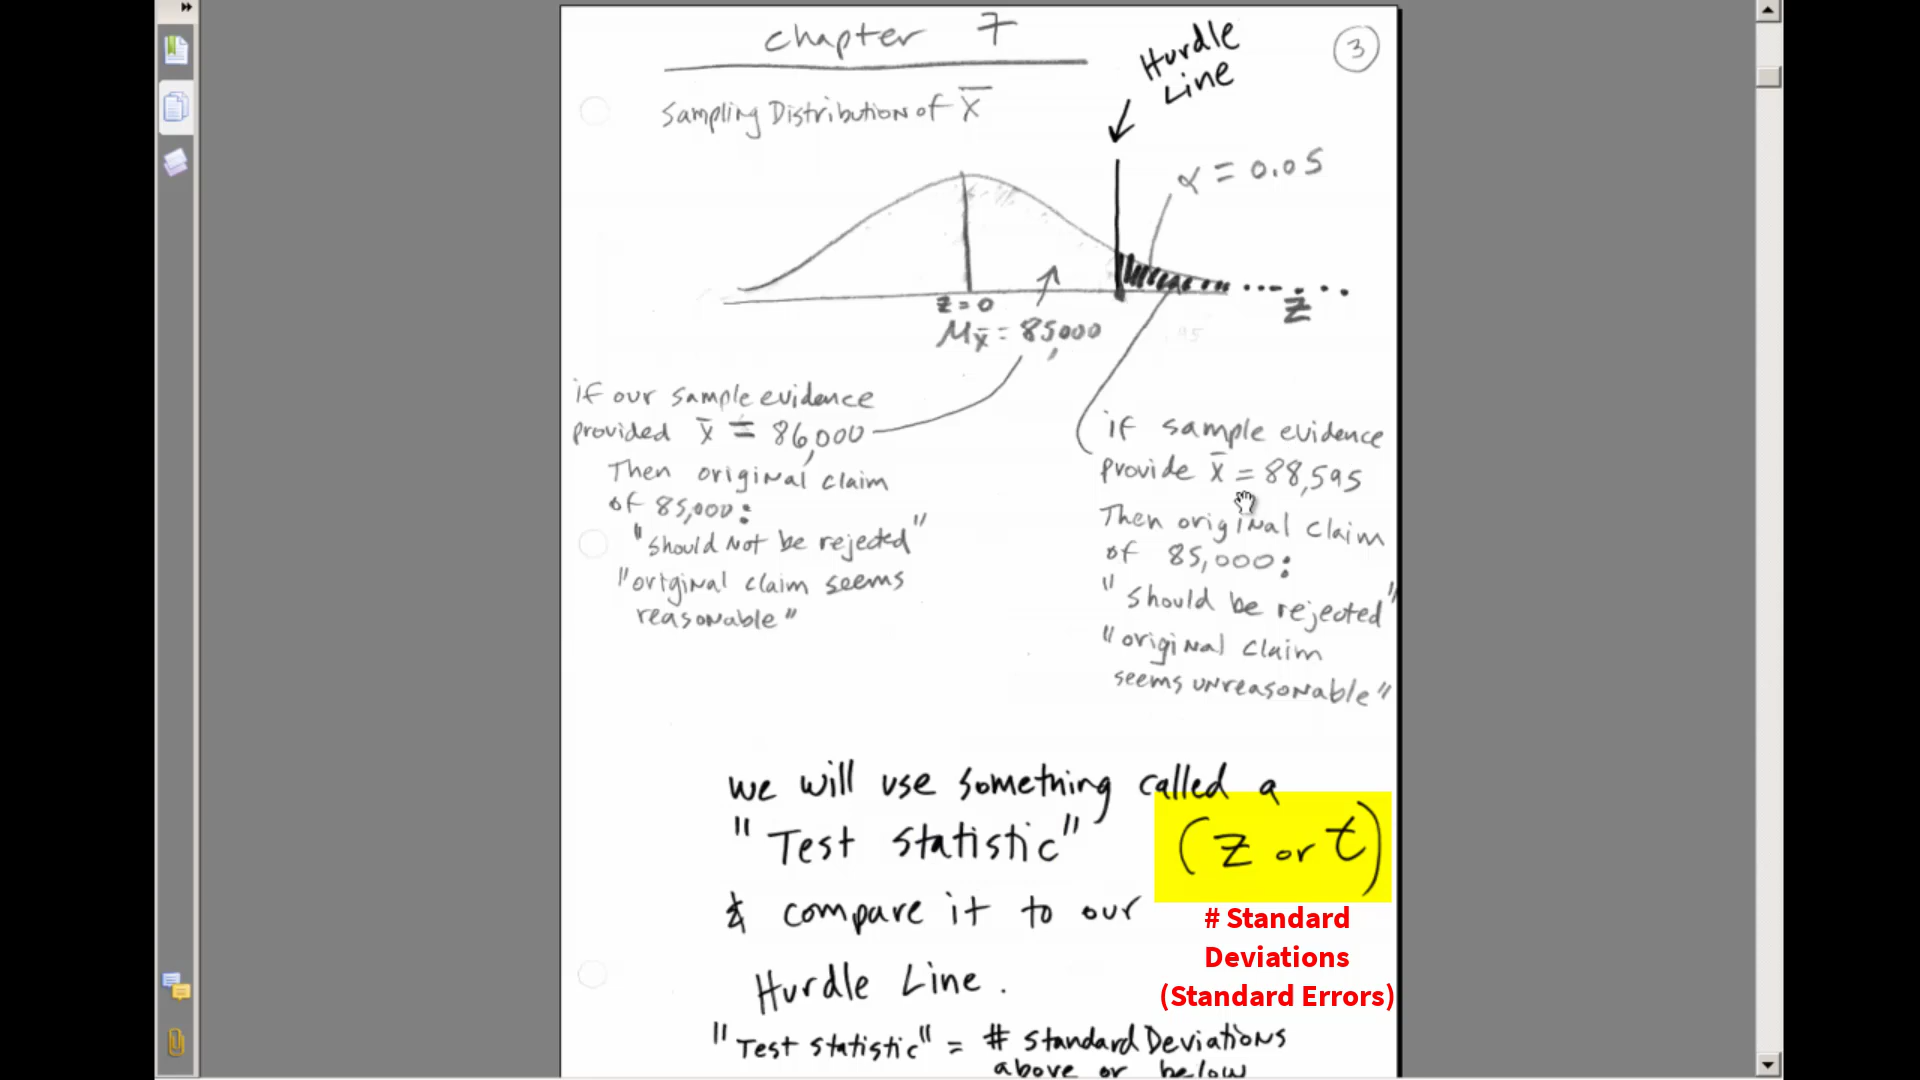 chapter 7
Hurdle
Line
3
Sampling Distribution of X̅
α = 0.05
z = 0
z
μx̅ = 85,000
if our sample evidence
provided x̅ = 86,000
Then original claim
of 85,000:
"should Not be rejected"
"original claim seems
reasonable"
if sample evidence
provide x̅ = 88,595
Then original claim
of 85,000:
"should be rejected"
"original claim
seems unreasonable"
we will use something called a
"Test statistic" (z or t)
& compare it to our
Hurdle Line.
# Standard
Deviations
(Standard Errors)
"Test statistic" = # standard Deviations
above or below